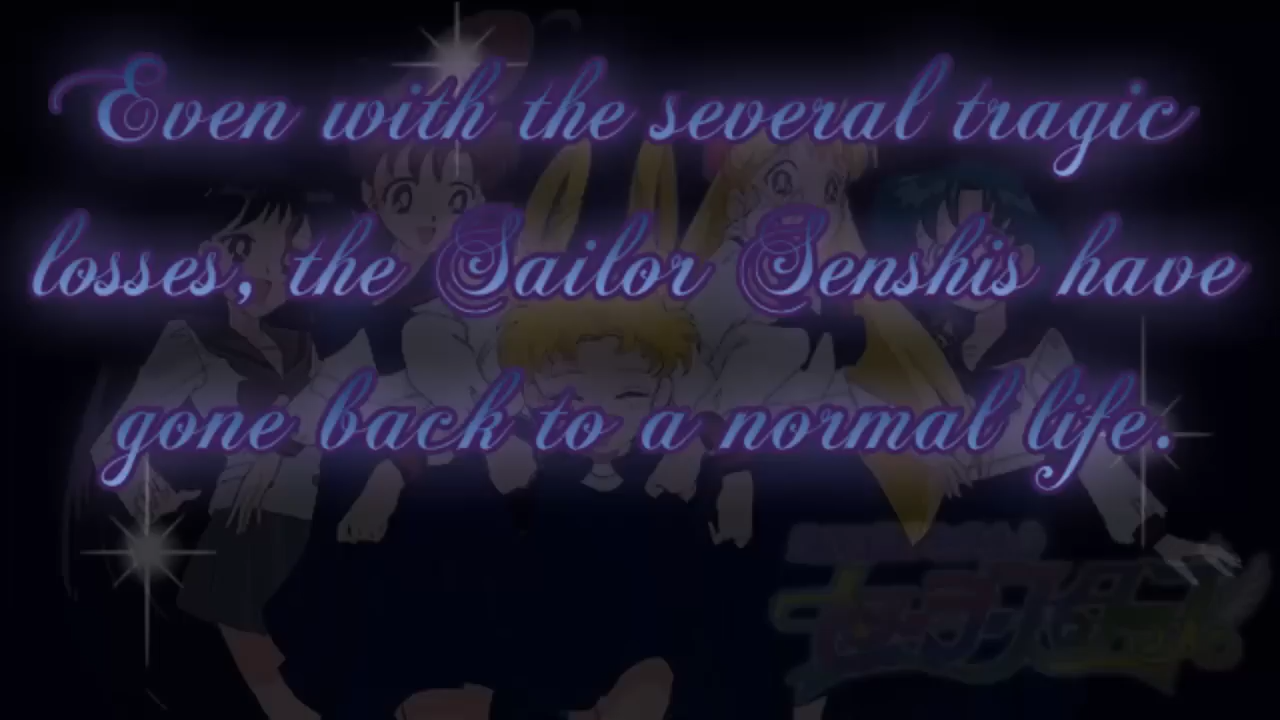 Even with the several tragic
losses, the Sailor Senshis have
gone back to a normal life.